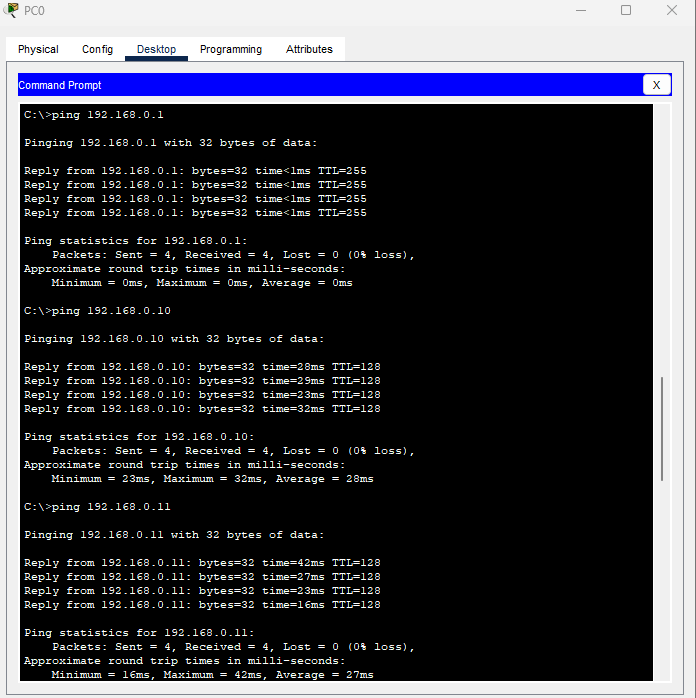 PC0
Physical Config Desktop Programming Attributes
Command Prompt X
C:\>ping 192.168.0.1
Pinging 192.168.0.1 with 32 bytes of data:
Reply from 192.168.0.1: bytes=32 time<1ms TTL=255
Reply from 192.168.0.1: bytes=32 time<1ms TTL=255
Reply from 192.168.0.1: bytes=32 time<1ms TTL=255
Reply from 192.168.0.1: bytes=32 time<1ms TTL=255
Ping statistics for 192.168.0.1:
    Packets: Sent = 4, Received = 4, Lost = 0 (0% loss),
Approximate round trip times in milli-seconds:
    Minimum = 0ms, Maximum = 0ms, Average = 0ms
C:\>ping 192.168.0.10
Pinging 192.168.0.10 with 32 bytes of data:
Reply from 192.168.0.10: bytes=32 time=28ms TTL=128
Reply from 192.168.0.10: bytes=32 time=29ms TTL=128
Reply from 192.168.0.10: bytes=32 time=23ms TTL=128
Reply from 192.168.0.10: bytes=32 time=32ms TTL=128
Ping statistics for 192.168.0.10:
    Packets: Sent = 4, Received = 4, Lost = 0 (0% loss),
Approximate round trip times in milli-seconds:
    Minimum = 23ms, Maximum = 32ms, Average = 28ms
C:\>ping 192.168.0.11
Pinging 192.168.0.11 with 32 bytes of data:
Reply from 192.168.0.11: bytes=32 time=42ms TTL=128
Reply from 192.168.0.11: bytes=32 time=27ms TTL=128
Reply from 192.168.0.11: bytes=32 time=23ms TTL=128
Reply from 192.168.0.11: bytes=32 time=16ms TTL=128
Ping statistics for 192.168.0.11:
    Packets: Sent = 4, Received = 4, Lost = 0 (0% loss),
Approximate round trip times in milli-seconds:
    Minimum = 16ms, Maximum = 42ms, Average = 27ms